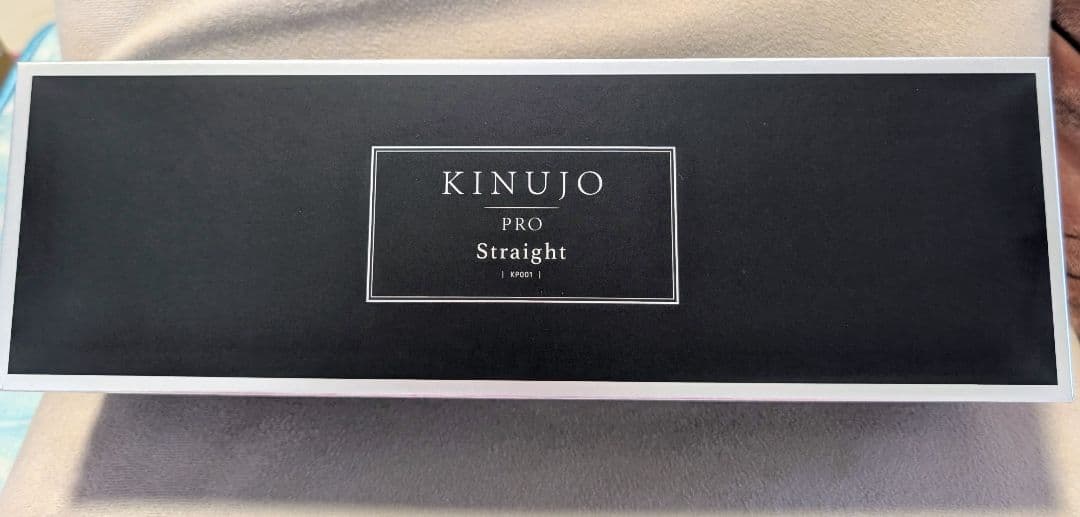 KINUJO
PRO
Straight
| KP001 |